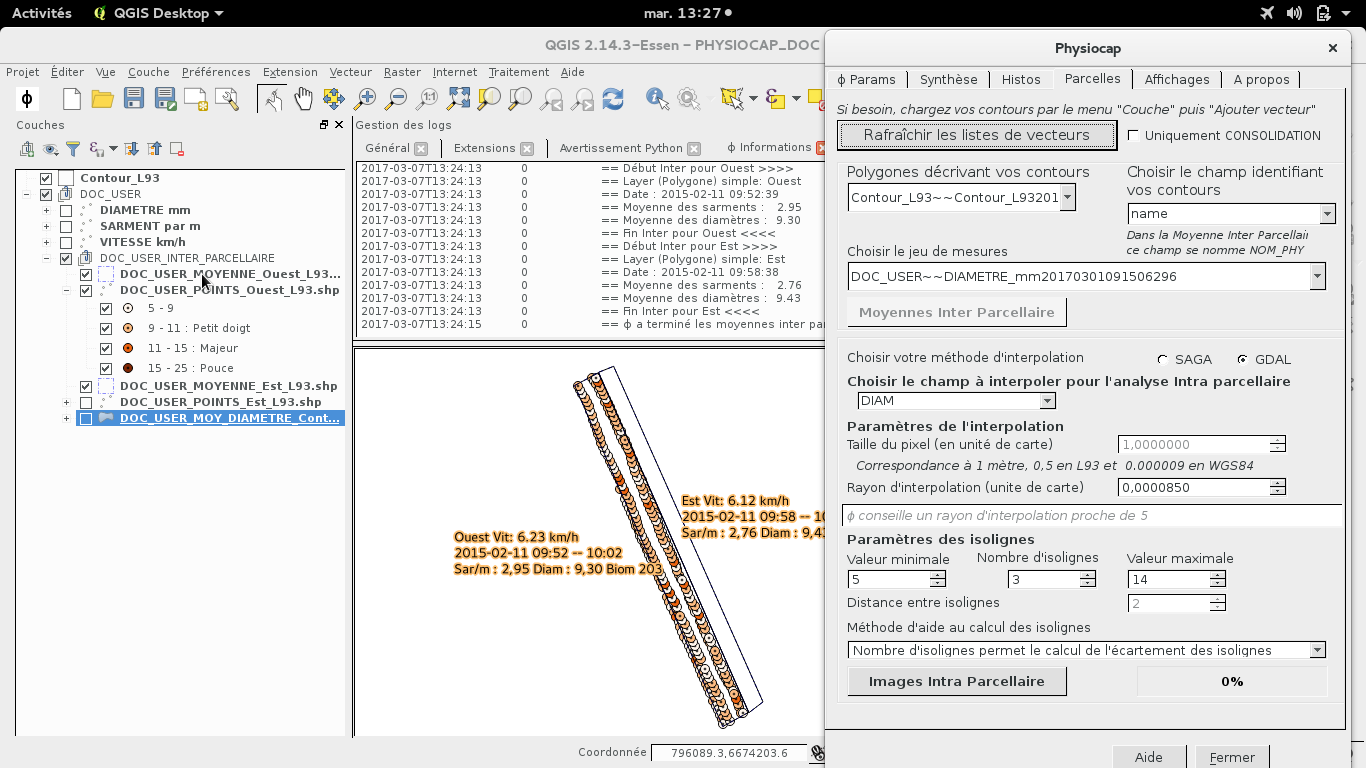 Activités
QGIS Desktop
mar. 13:27
QGIS 2.14.3-Essen – PHYSIOCAP_DOC
Projet Éditer Vue Couche Préférences Extension Vecteur Raster Internet Traitement Aide
Couches
Contour_L93
DOC_USER
DIAMETRE mm
SARMENT par m
VITESSE km/h
DOC_USER_INTER_PARCELLAIRE
DOC_USER_MOYENNE_Ouest_L93...
DOC_USER_POINTS_Ouest_L93.shp
5 - 9
9 - 11 : Petit doigt
11 - 15 : Majeur
15 - 25 : Pouce
DOC_USER_MOYENNE_Est_L93.shp
DOC_USER_POINTS_Est_L93.shp
DOC_USER_MOY_DIAMETRE_Cont...
Gestion des logs
Général Extensions Avertissement Python ϕ Informations
2017-03-07T13:24:13 0 == Début Inter pour Ouest >>>>
2017-03-07T13:24:13 0 == Layer (Polygone) simple: Ouest
2017-03-07T13:24:13 0 == Date : 2015-02-11 09:52:39
2017-03-07T13:24:13 0 == Moyenne des sarments : 2.95
2017-03-07T13:24:13 0 == Moyenne des diamètres : 9.30
2017-03-07T13:24:13 0 == Fin Inter pour Ouest <<<<
2017-03-07T13:24:13 0 == Début Inter pour Est >>>>
2017-03-07T13:24:13 0 == Layer (Polygone) simple: Est
2017-03-07T13:24:13 0 == Date : 2015-02-11 09:58:38
2017-03-07T13:24:13 0 == Moyenne des sarments : 2.76
2017-03-07T13:24:13 0 == Moyenne des diamètres : 9.43
2017-03-07T13:24:13 0 == Fin Inter pour Est <<<<
2017-03-07T13:24:15 0 == ϕ a terminé les moyennes inter pa
Est Vit: 6.12 km/h
2015-02-11 09:58 -- 10
Sar/m : 2,76 Diam : 9,43
Ouest Vit: 6.23 km/h
2015-02-11 09:52 -- 10:02
Sar/m : 2,95 Diam : 9,30 Biom 203
Coordonnée 796089.3,6674203.6
Physiocap
ϕ Params Synthèse Histos Parcelles Affichages A propos
Si besoin, chargez vos contours par le menu "Couche" puis "Ajouter vecteur"
Rafraîchir les listes de vecteurs
Uniquement CONSOLIDATION
Polygones décrivant vos contours
Contour_L93~~Contour_L93201
Choisir le champ identifiant
vos contours
name
Dans la Moyenne Inter Parcellair
ce champ se nomme NOM_PHY
Choisir le jeu de mesures
DOC_USER~~DIAMETRE_mm20170301091506296
Moyennes Inter Parcellaire
Choisir votre méthode d'interpolation
SAGA GDAL
Choisir le champ à interpoler pour l'analyse Intra parcellaire
DIAM
Paramètres de l'interpolation
Taille du pixel (en unité de carte) 1,0000000
Correspondance à 1 mètre, 0,5 en L93 et 0.000009 en WGS84
Rayon d'interpolation (unite de carte) 0,0000850
ϕ conseille un rayon d'interpolation proche de 5
Paramètres des isolignes
Valeur minimale Nombre d'isolignes Valeur maximale
5 3 14
Distance entre isolignes 2
Méthode d'aide au calcul des isolignes
Nombre d'isolignes permet le calcul de l'écartement des isolignes
Images Intra Parcellaire
0%
Aide Fermer